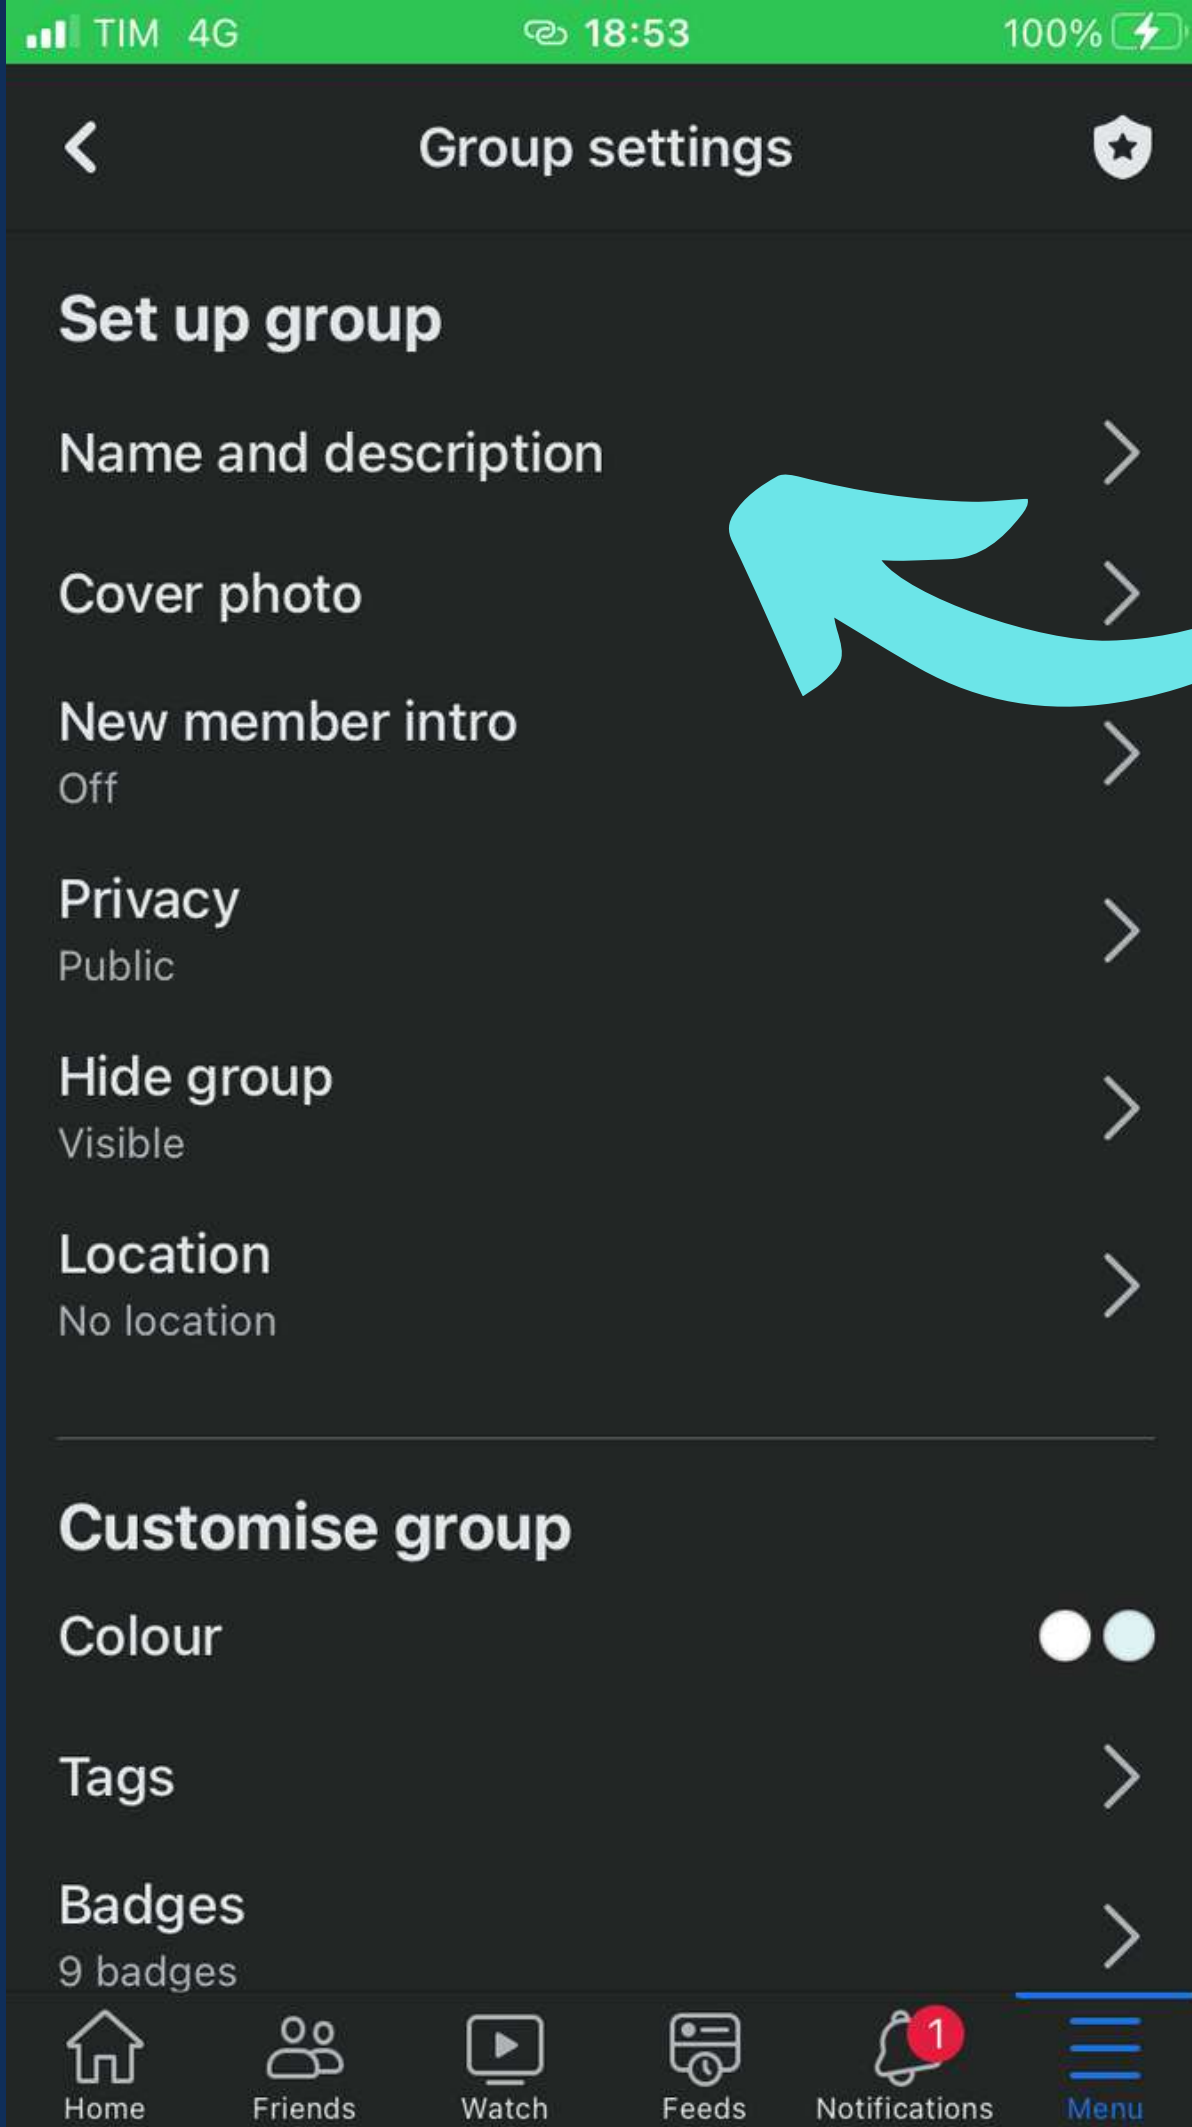 TIM 4G 18:53 100%
Group settings
Set up group
Name and description
Cover photo
New member intro
Off
Privacy
Public
Hide group
Visible
Location
No location
Customise group
Colour
Tags
Badges
9 badges
1
Home Friends Watch Feeds Notifications Menu